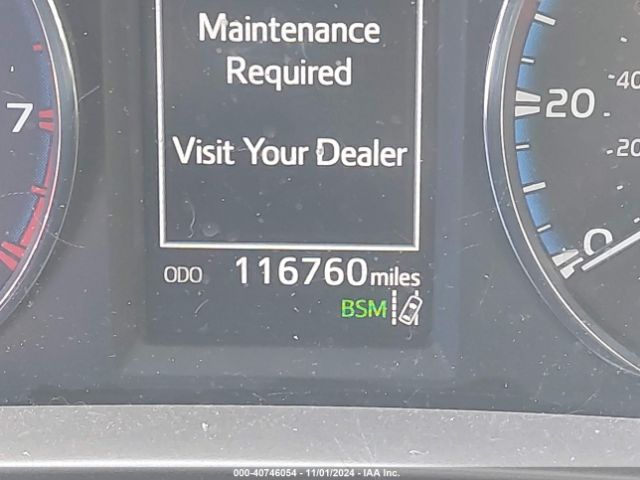 Maintenance
Required
Visit Your Dealer
7
20
40
20
0
ODO 116760 miles
BSM
000-40746054 - 11/01/2024 - IAA Inc.